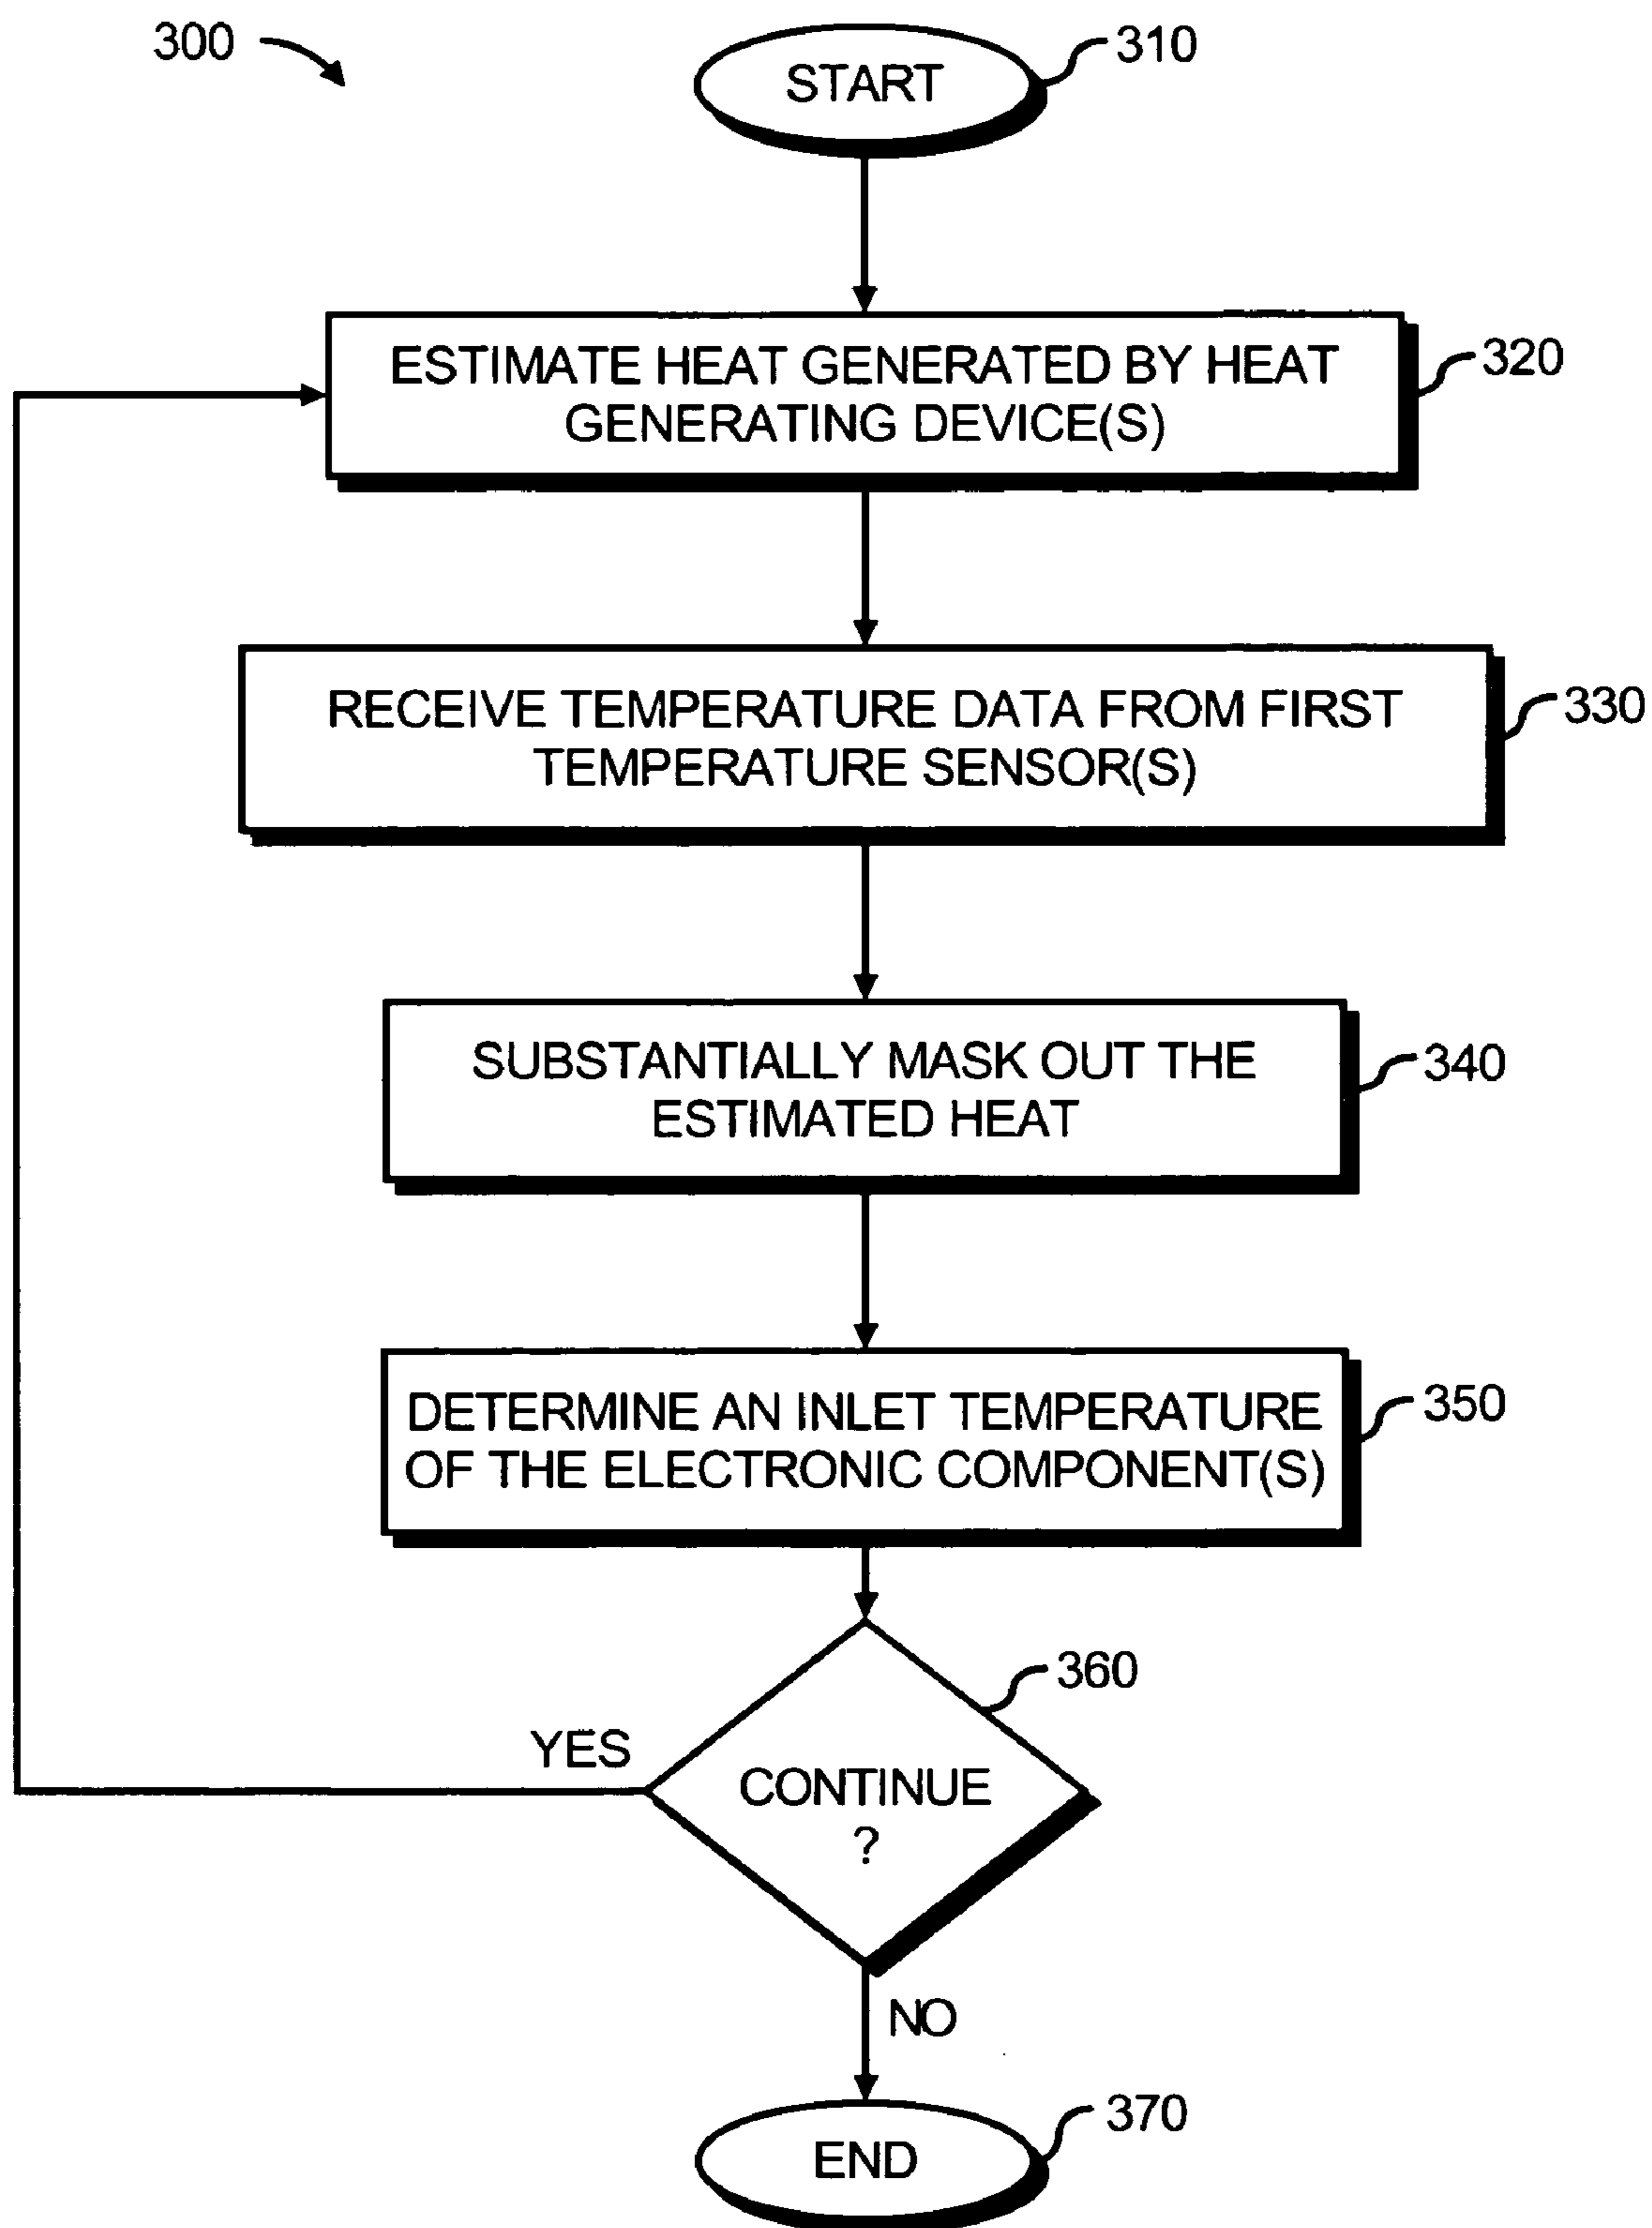 300
START
310
ESTIMATE HEAT GENERATED BY HEAT
GENERATING DEVICE(S)
320
RECEIVE TEMPERATURE DATA FROM FIRST
TEMPERATURE SENSOR(S)
330
SUBSTANTIALLY MASK OUT THE
ESTIMATED HEAT
340
DETERMINE AN INLET TEMPERATURE
OF THE ELECTRONIC COMPONENT(S)
350
360
YES
CONTINUE
?
NO
370
END